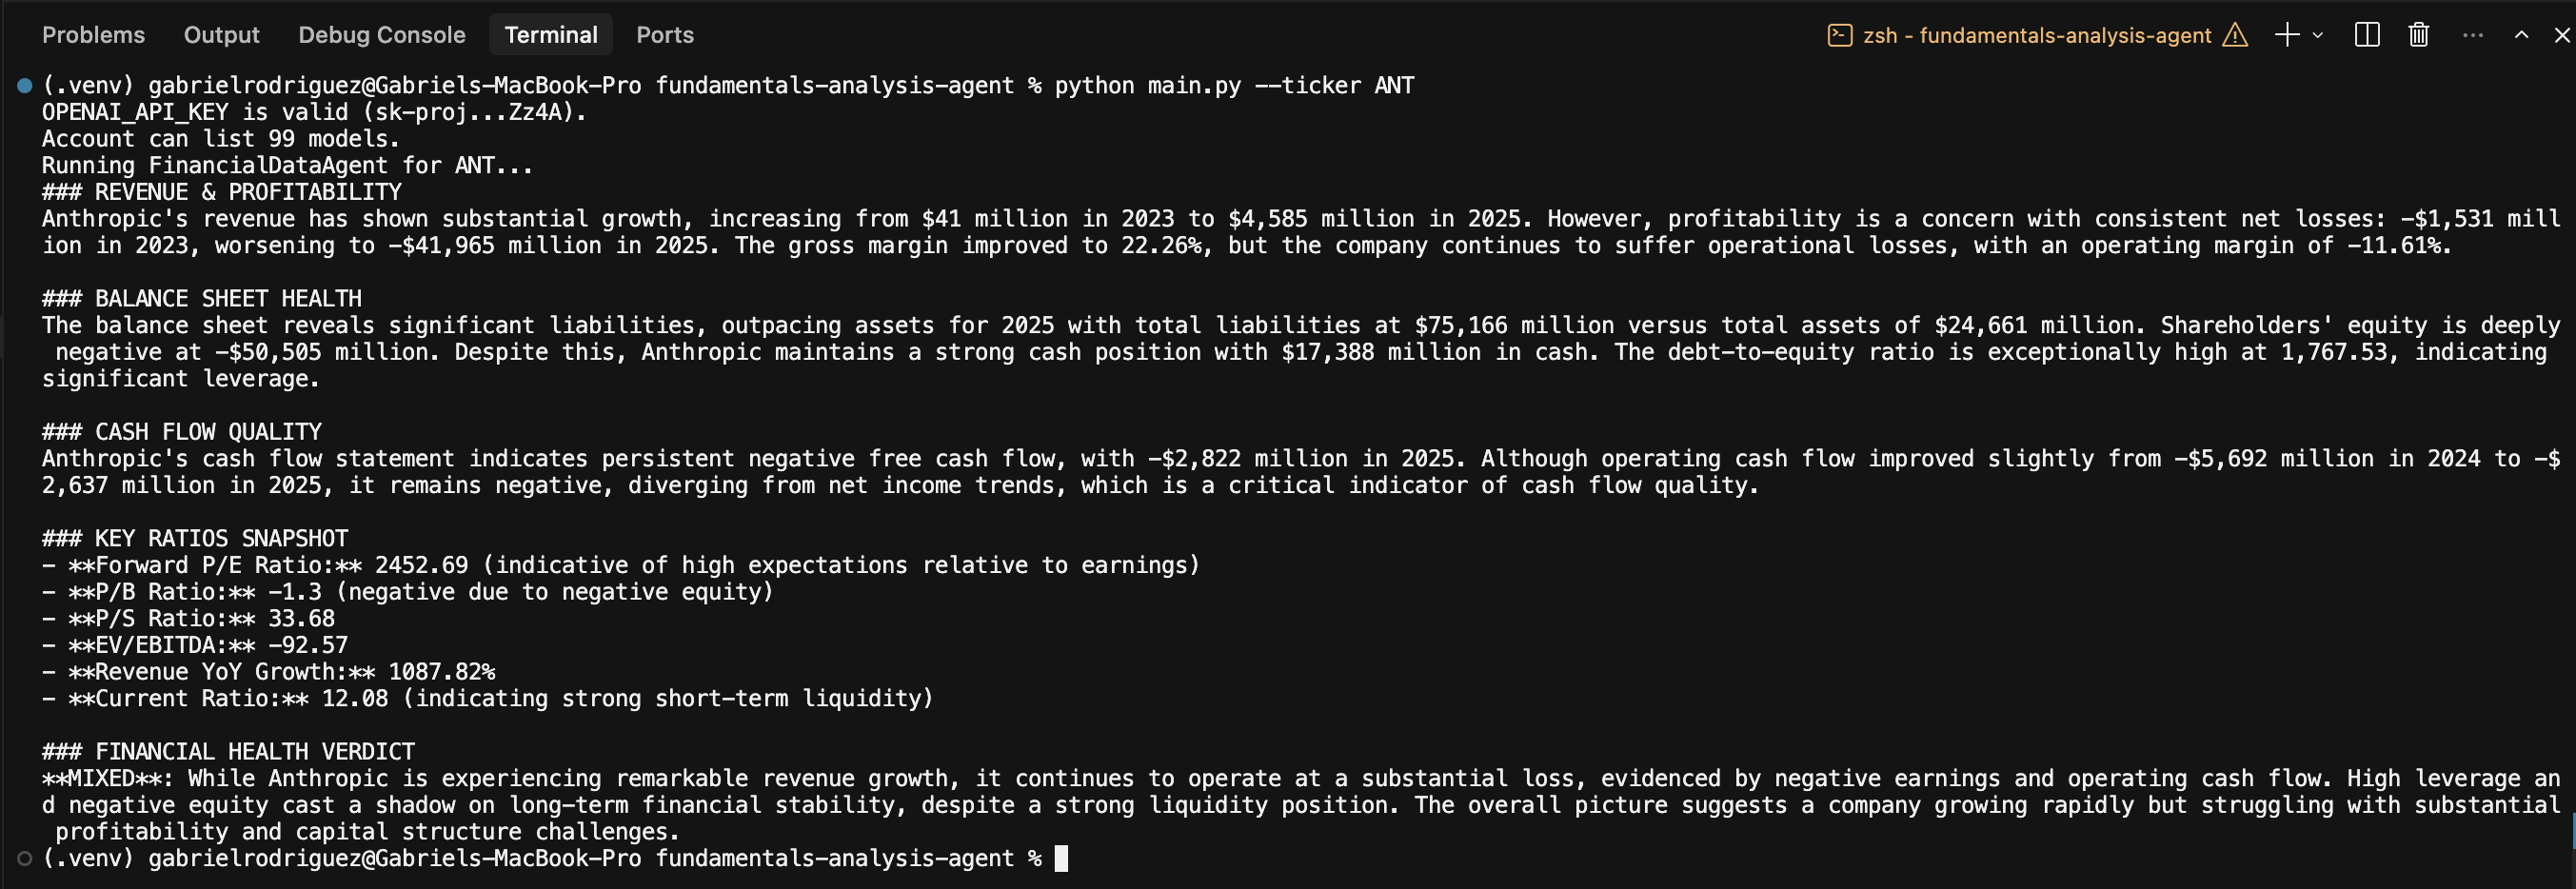 Problems Output Debug Console Terminal Ports zsh - fundamentals-analysis-agent
(.venv) gabrielrodriguez@Gabriels-MacBook-Pro fundamentals-analysis-agent % python main.py --ticker ANT
OPENAI_API_KEY is valid (sk-proj...Zz4A).
Account can list 99 models.
Running FinancialDataAgent for ANT...
### REVENUE & PROFITABILITY
Anthropic's revenue has shown substantial growth, increasing from $41 million in 2023 to $4,585 million in 2025. However, profitability is a concern with consistent net losses: -$1,531 mill
ion in 2023, worsening to -$41,965 million in 2025. The gross margin improved to 22.26%, but the company continues to suffer operational losses, with an operating margin of -11.61%.
### BALANCE SHEET HEALTH
The balance sheet reveals significant liabilities, outpacing assets for 2025 with total liabilities at $75,166 million versus total assets of $24,661 million. Shareholders' equity is deeply
negative at -$50,505 million. Despite this, Anthropic maintains a strong cash position with $17,388 million in cash. The debt-to-equity ratio is exceptionally high at 1,767.53, indicating
significant leverage.
### CASH FLOW QUALITY
Anthropic's cash flow statement indicates persistent negative free cash flow, with -$2,822 million in 2025. Although operating cash flow improved slightly from -$5,692 million in 2024 to -$
2,637 million in 2025, it remains negative, diverging from net income trends, which is a critical indicator of cash flow quality.
### KEY RATIOS SNAPSHOT
- **Forward P/E Ratio:** 2452.69 (indicative of high expectations relative to earnings)
- **P/B Ratio:** -1.3 (negative due to negative equity)
- **P/S Ratio:** 33.68
- **EV/EBITDA:** -92.57
- **Revenue YoY Growth:** 1087.82%
- **Current Ratio:** 12.08 (indicating strong short-term liquidity)
### FINANCIAL HEALTH VERDICT
**MIXED**: While Anthropic is experiencing remarkable revenue growth, it continues to operate at a substantial loss, evidenced by negative earnings and operating cash flow. High leverage an
d negative equity cast a shadow on long-term financial stability, despite a strong liquidity position. The overall picture suggests a company growing rapidly but struggling with substantial
profitability and capital structure challenges.
(.venv) gabrielrodriguez@Gabriels-MacBook-Pro fundamentals-analysis-agent %